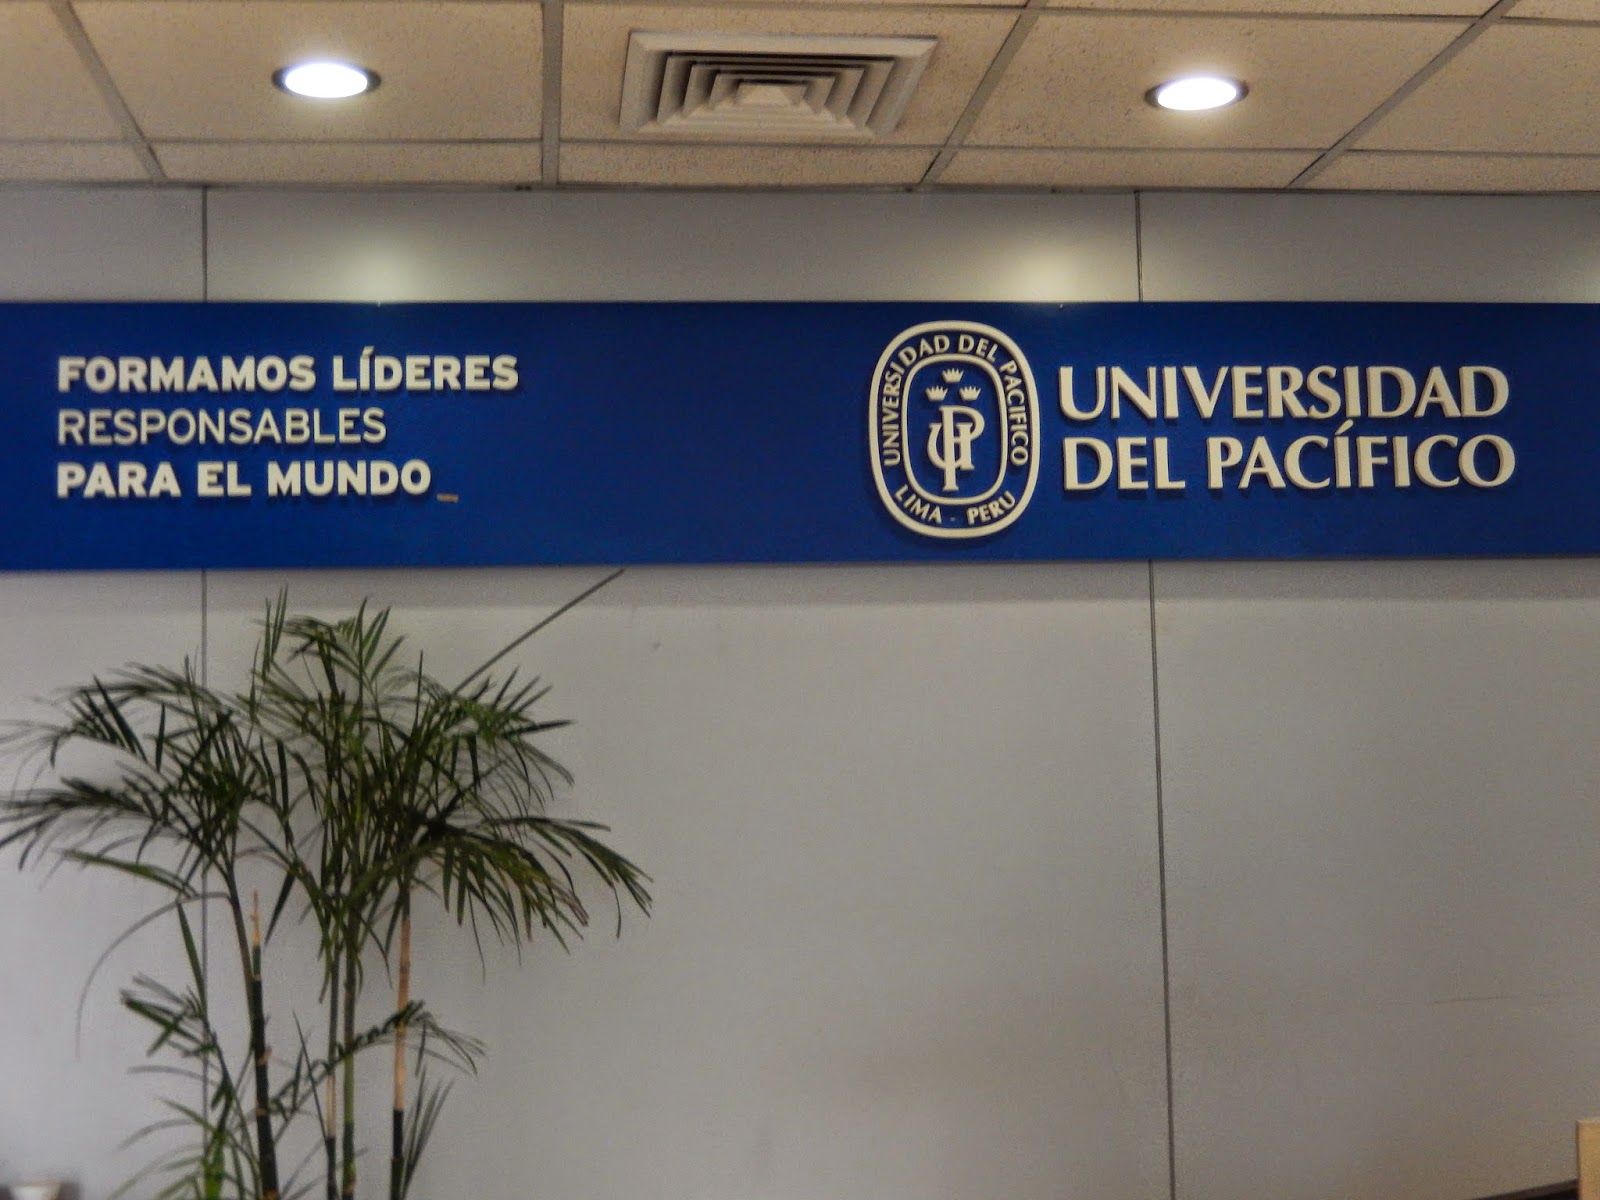 FORMAMOS LÍDERES
RESPONSABLES
PARA EL MUNDO_
UNIVERSIDAD DEL PACIFICO
LIMA - PERU
UP
UNIVERSIDAD
DEL PACÍFICO